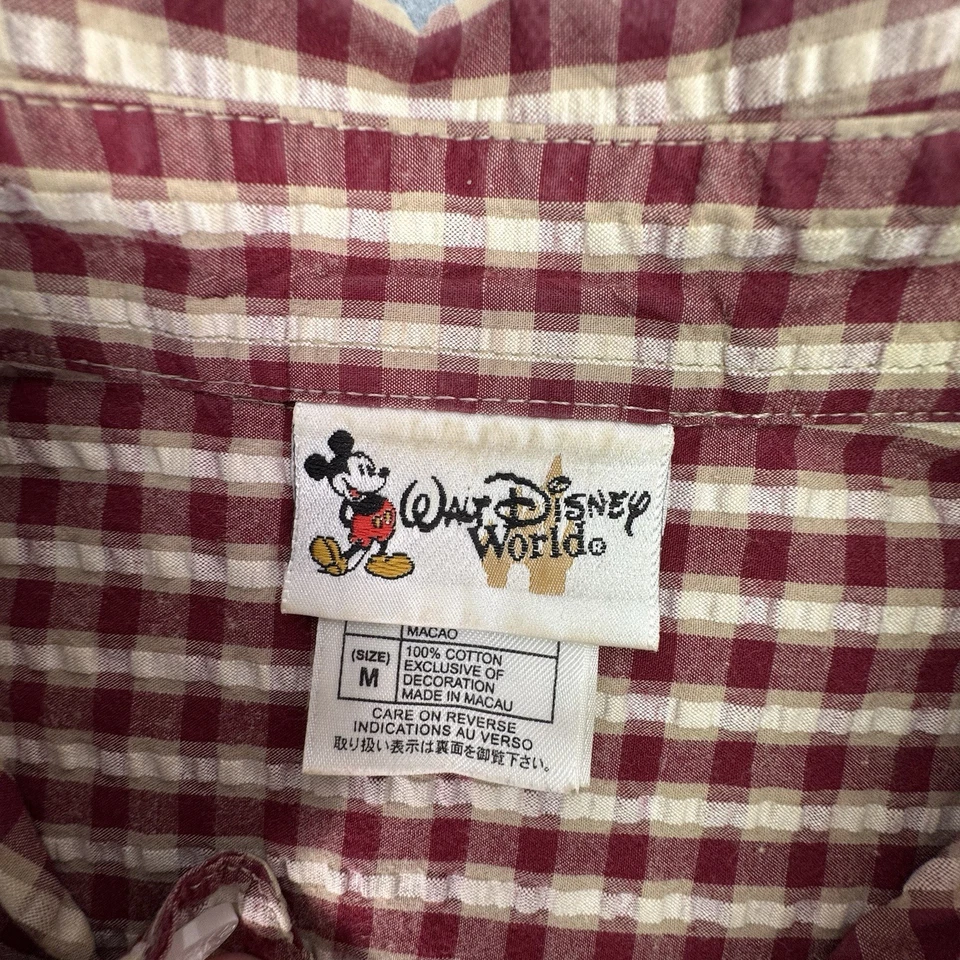 Walt Disney
World®
MACAO
(SIZE)
M
100% COTTON
EXCLUSIVE OF
DECORATION
MADE IN MACAU
CARE ON REVERSE
INDICATIONS AU VERSO
取り扱い表示は裏面を御覧下さい。